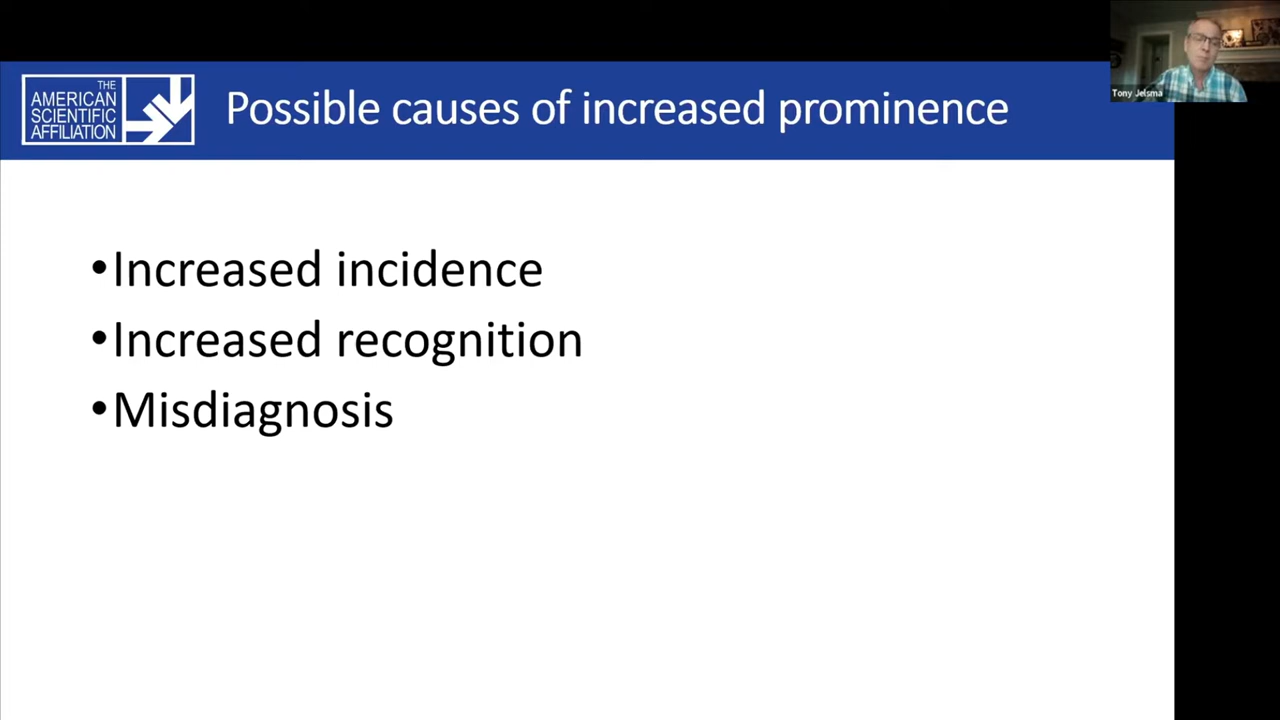 THE
AMERICAN
SCIENTIFIC
AFFILIATION
Possible causes of increased prominence
Tony Jelsma
•Increased incidence
•Increased recognition
•Misdiagnosis